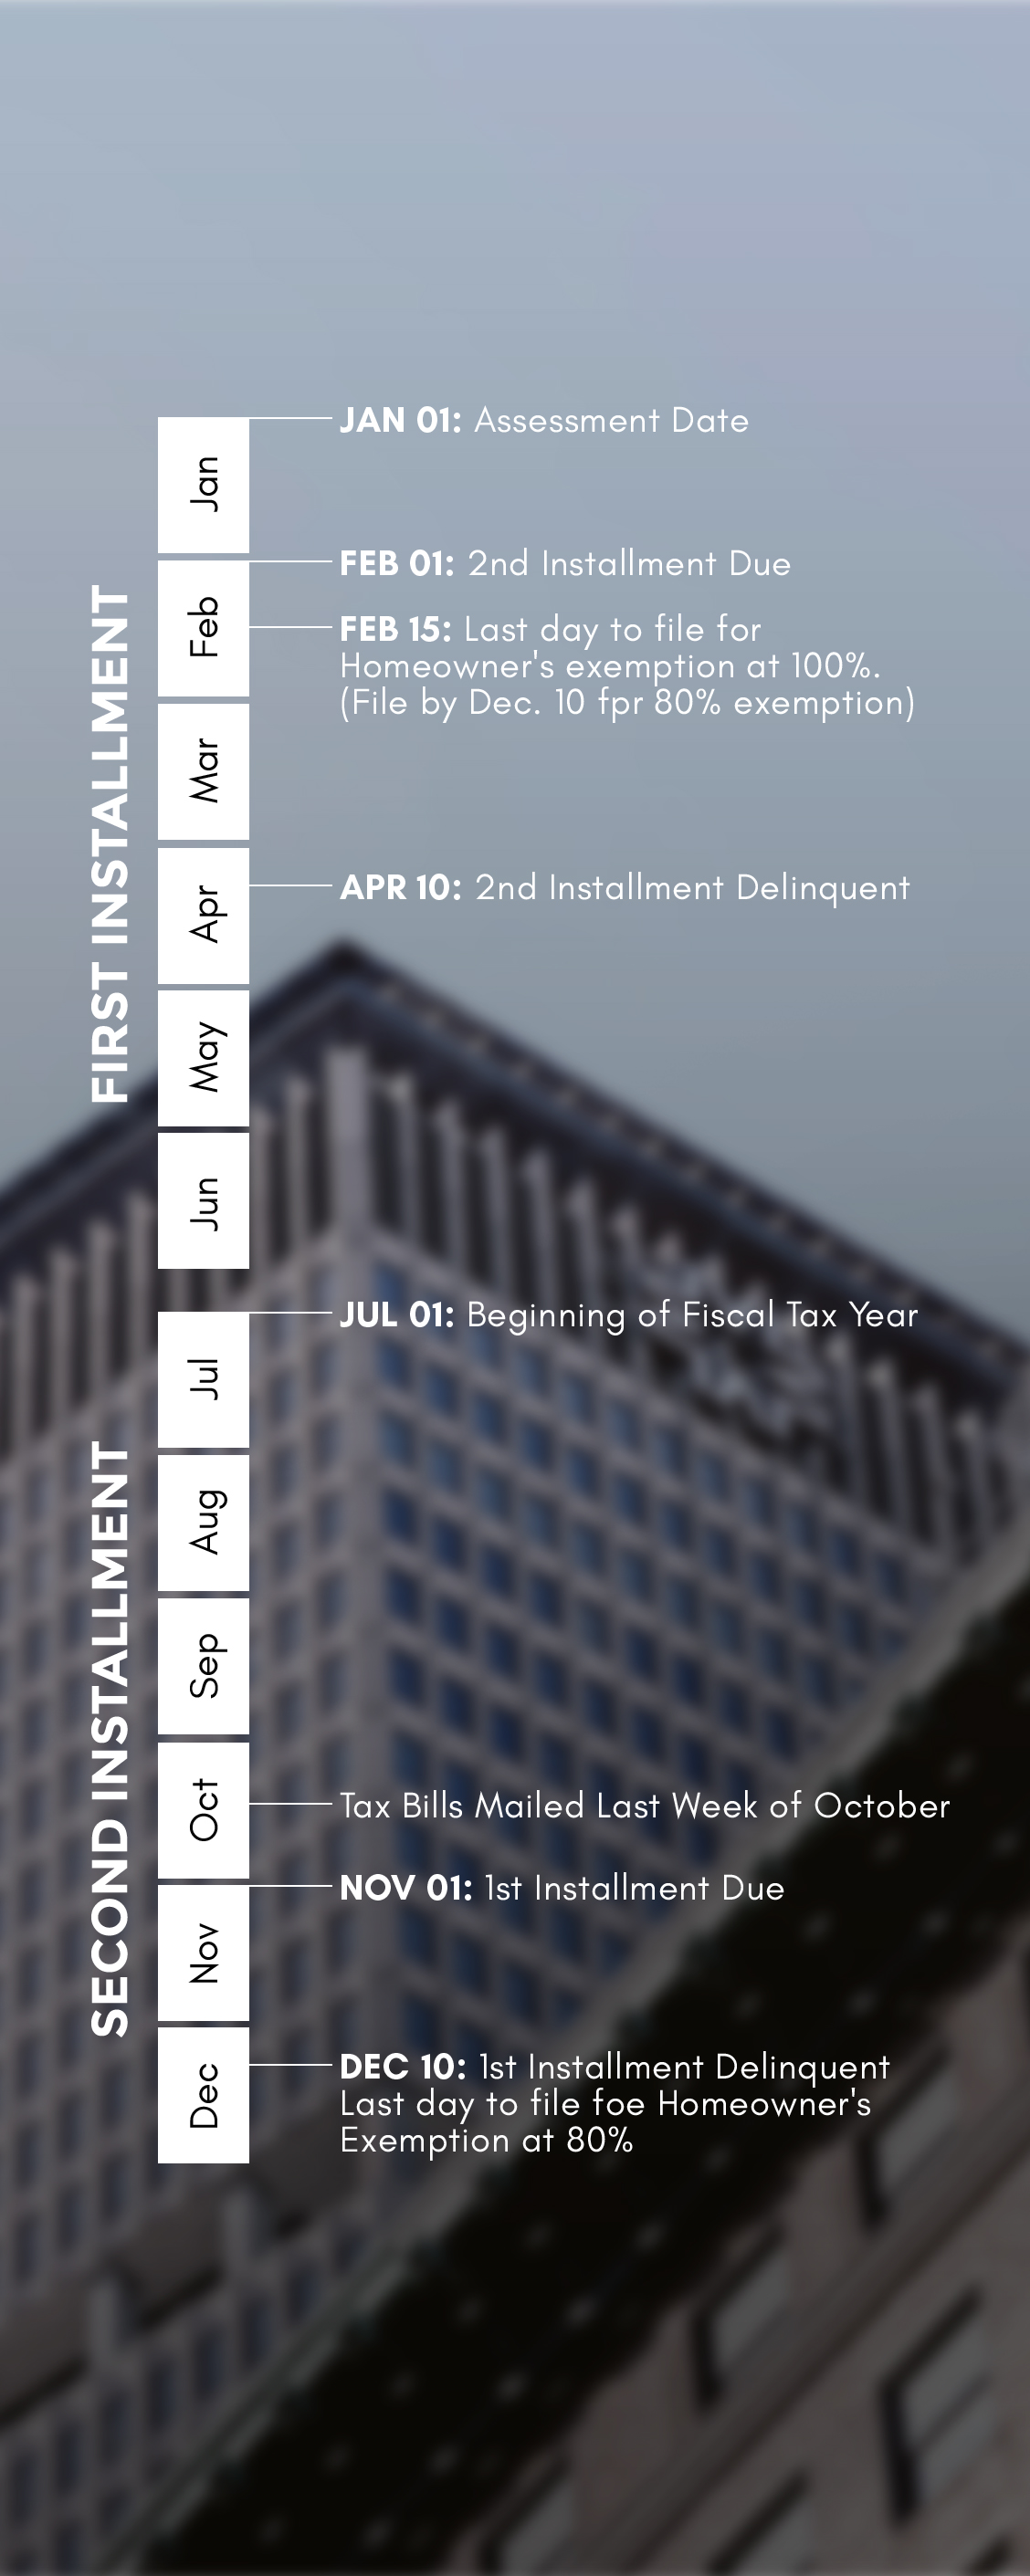 FIRST INSTALLMENT
Jan
JAN 01: Assessment Date
Feb
FEB 01: 2nd Installment Due
FEB 15: Last day to file for
Homeowner's exemption at 100%.
(File by Dec. 10 fpr 80% exemption)
Mar
Apr
APR 10: 2nd Installment Delinquent
May
Jun
SECOND INSTALLMENT
Jul
JUL 01: Beginning of Fiscal Tax Year
Aug
Sep
Oct
Tax Bills Mailed Last Week of October
Nov
NOV 01: 1st Installment Due
Dec
DEC 10: 1st Installment Delinquent
Last day to file foe Homeowner's
Exemption at 80%